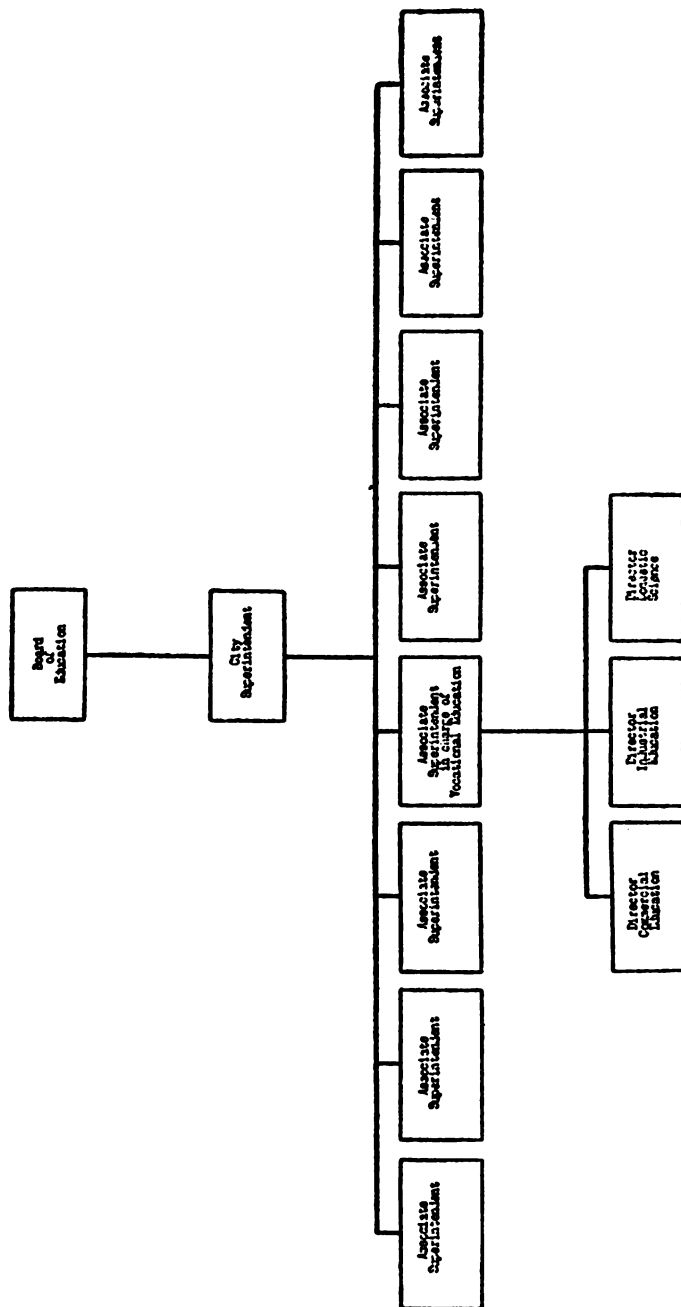 Board
of
Education
City
Superintendent
Associate
Superintendent
Associate
Superintendent
Associate
Superintendent
Associate
Superintendent
in charge of
Vocational Education
Associate
Superintendent
Associate
Superintendent
Associate
Superintendent
Associate
Superintendent
Director
Commercial
Education
Director
Industrial
Education
Director
Domestic
Science